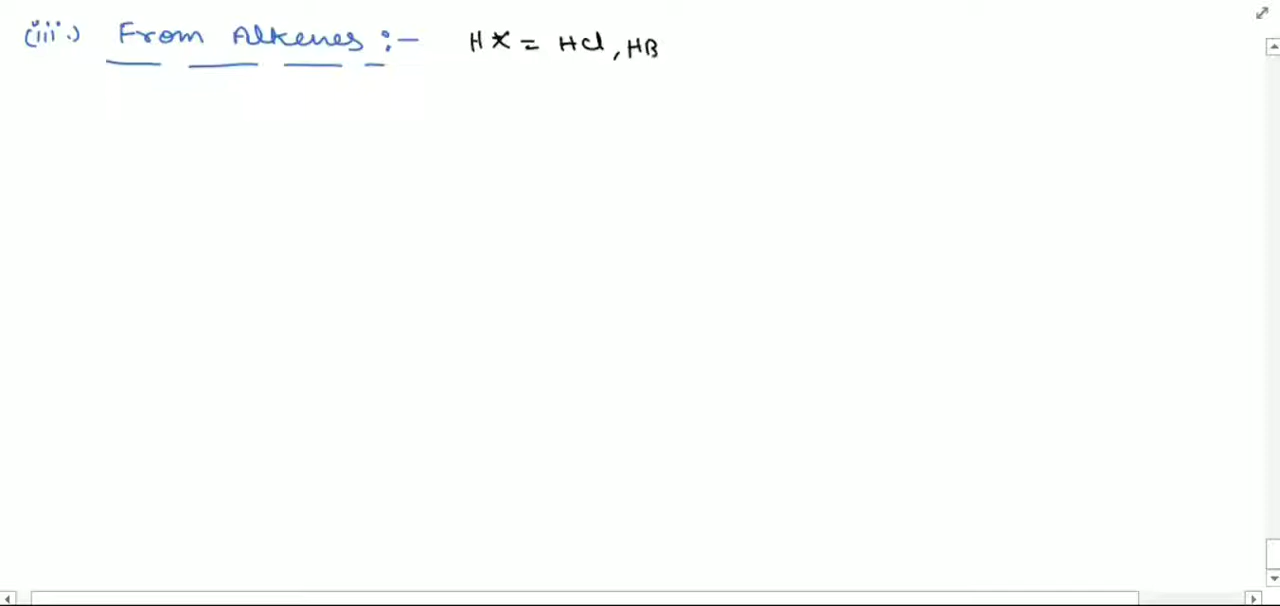 (iii.) From Alkenes :- HX = HCl, HB